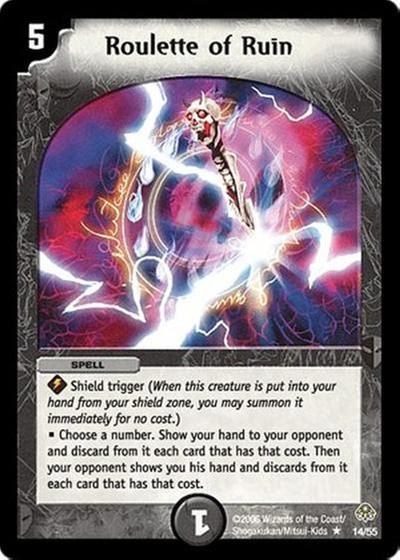 5
Roulette of Ruin
SPELL
Shield trigger (When this creature is put into your
hand from your shield zone, you may summon it
immediately for no cost.)
▪ Choose a number. Show your hand to your opponent
and discard from it each card that has that cost. Then
your opponent shows you his hand and discards from it
each card that has that cost.
1
©2006 Wizards of the Coast/
Shogakukan/Mitsui-Kids ★ 14/55